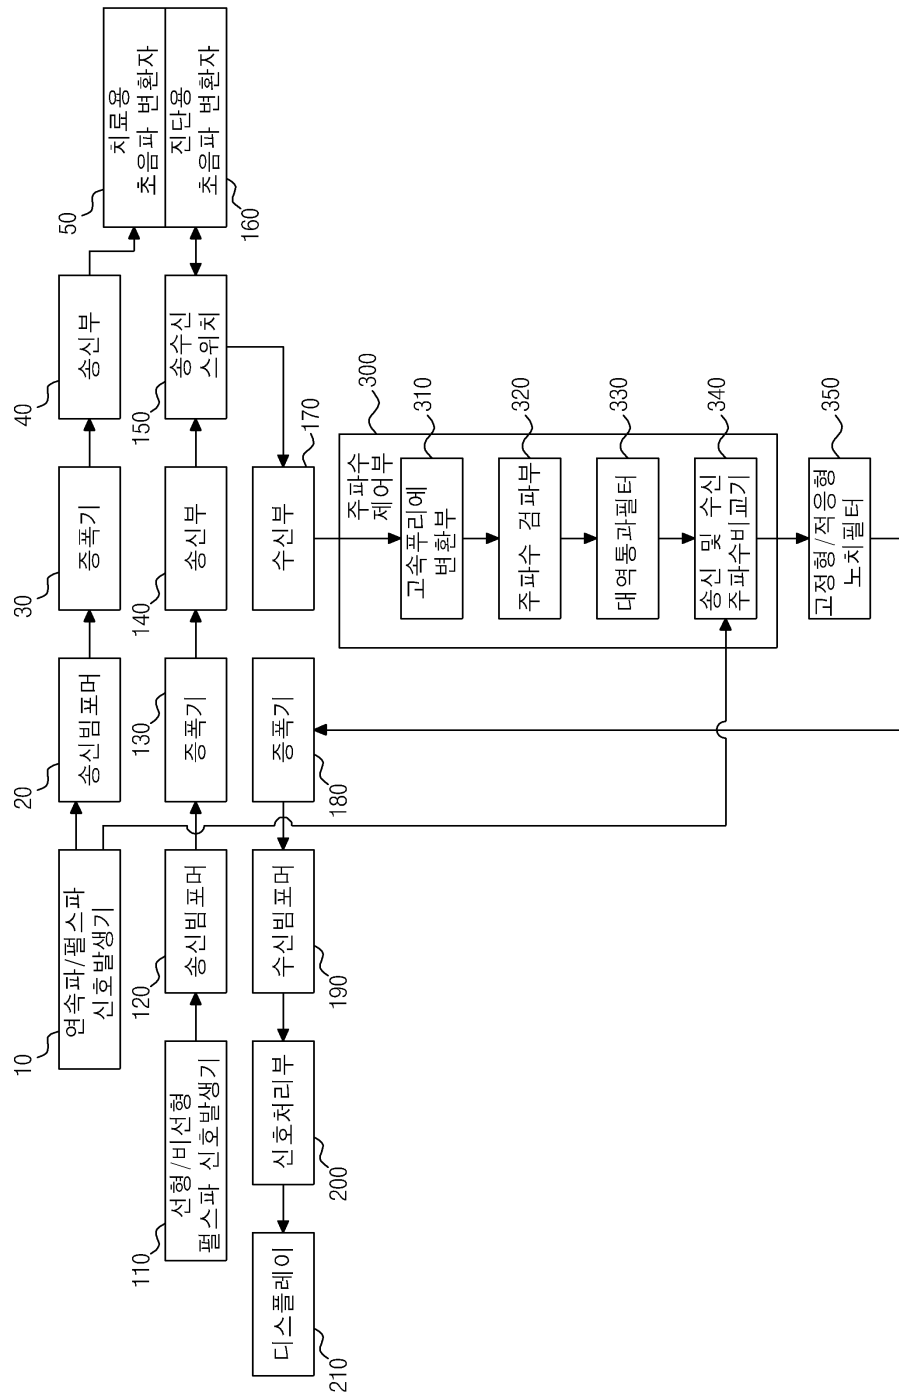 10
연속파/펄스파
신호발생기
20
송신빔포머
30
증폭기
40
송신부
50
치료용
초음파 변환자
110
선형/비선형
펄스파 신호발생기
120
송신빔포머
130
증폭기
140
송신부
150
송수신
스위치
진단용
초음파 변환자
160
디스플레이
210
신호처리부
200
수신빔포머
190
증폭기
180
수신부
170
300
주파수
제어부
310
고속푸리에
변환부
320
주파수 검파부
330
대역통과필터
340
송신 및 수신
주파수비교기
350
고정형/적응형
노치필터